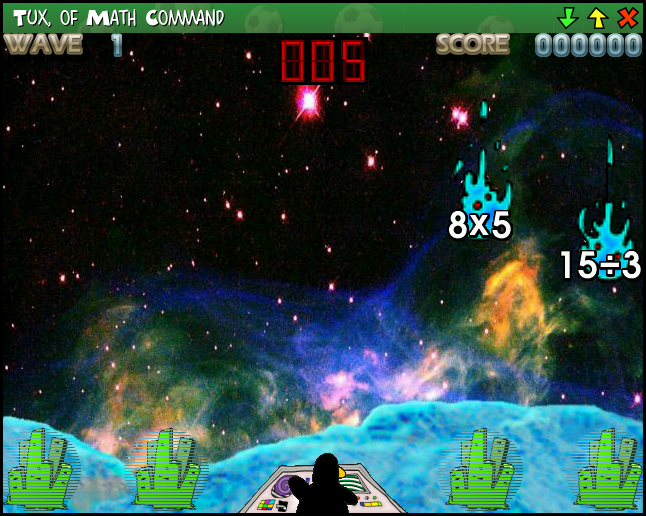 Tux, of Math Command
WAVE 1
005
SCORE 000000
8x5
15÷3